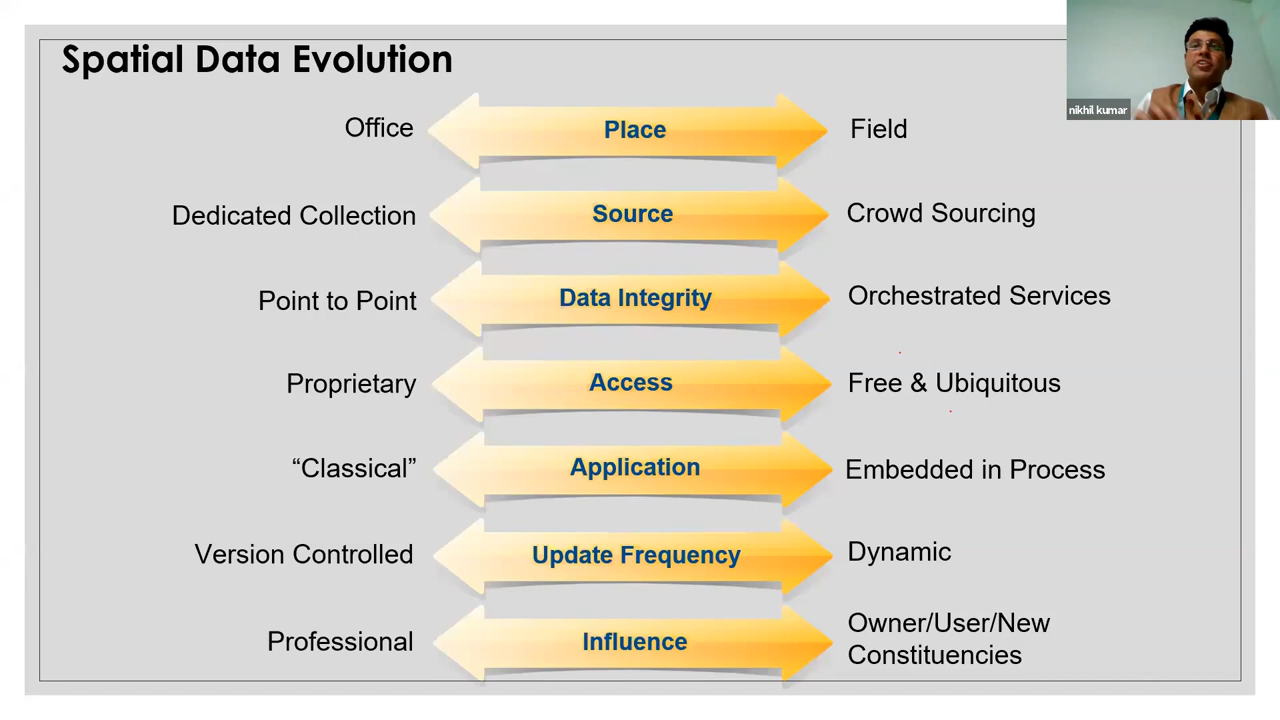 Spatial Data Evolution
nikhil kumar
Office Place Field
Dedicated Collection Source Crowd Sourcing
Point to Point Data Integrity Orchestrated Services
Proprietary Access Free & Ubiquitous
“Classical” Application Embedded in Process
Version Controlled Update Frequency Dynamic
Professional Influence Owner/User/New
Constituencies